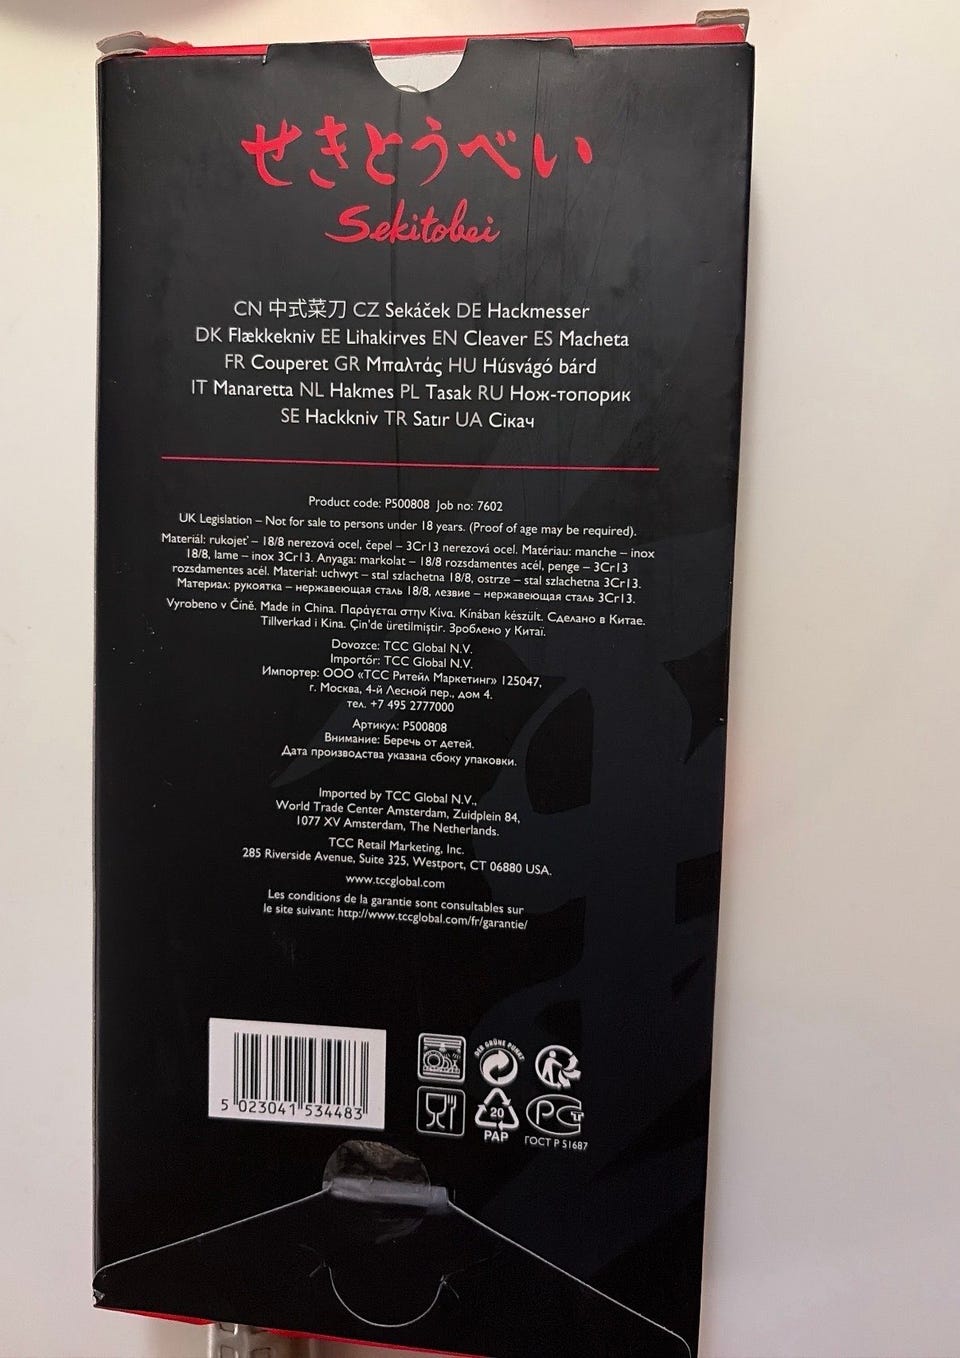 せきとうべい
Sekitobei
CN 中式菜刀 CZ Sekáček DE Hackmesser
DK Flækkekniv EE Lihakirves EN Cleaver ES Macheta
FR Couperet GR Μπαλτάς HU Húsvágó bárd
IT Manaretta NL Hakmes PL Tasak RU Нож-топорик
SE Hackkniv TR Satır UA Сікач
Product code: P500808 Job no: 7602
UK Legislation – Not for sale to persons under 18 years. (Proof of age may be required).
Materiál: rukojeť – 18/8 nerezová ocel, čepel – 3Cr13 nerezová ocel. Matériau: manche – inox
18/8, lame – inox 3Cr13. Anyaga: markolat – 18/8 rozsdamentes acél, penge – 3Cr13
rozsdamentes acél. Materiał: uchwyt – stal szlachetna 18/8, ostrze – stal szlachetna 3Cr13.
Материал: рукоятка – нержавеющая сталь 18/8, лезвие – нержавеющая сталь 3Cr13.
Vyrobeno v Číně. Made in China. Παράγεται στην Κίνα. Kínában készült. Сделано в Китае.
Tillverkad i Kina. Çin'de üretilmiştir. Зроблено у Китаї.
Dovozce: TCC Global N.V.
Importőr: TCC Global N.V.
Импортер: ООО «ТСС Ритейл Маркетинг» 125047,
г. Москва, 4-й Лесной пер., дом 4.
тел. +7 495 2777000
Артикул: P500808
Внимание: Беречь от детей.
Дата производства указана сбоку упаковки.
Imported by TCC Global N.V.,
World Trade Center Amsterdam, Zuidplein 84,
1077 XV Amsterdam, The Netherlands.
TCC Retail Marketing, Inc.
285 Riverside Avenue, Suite 325, Westport, CT 06880 USA.
www.tccglobal.com
Les conditions de la garantie sont consultables sur
le site suivant: http://www.tccglobal.com/fr/garantie/
5 023041 534483
DER GRÜNE PUNKT
20
PAP
РСТ
ГОСТ Р 51687